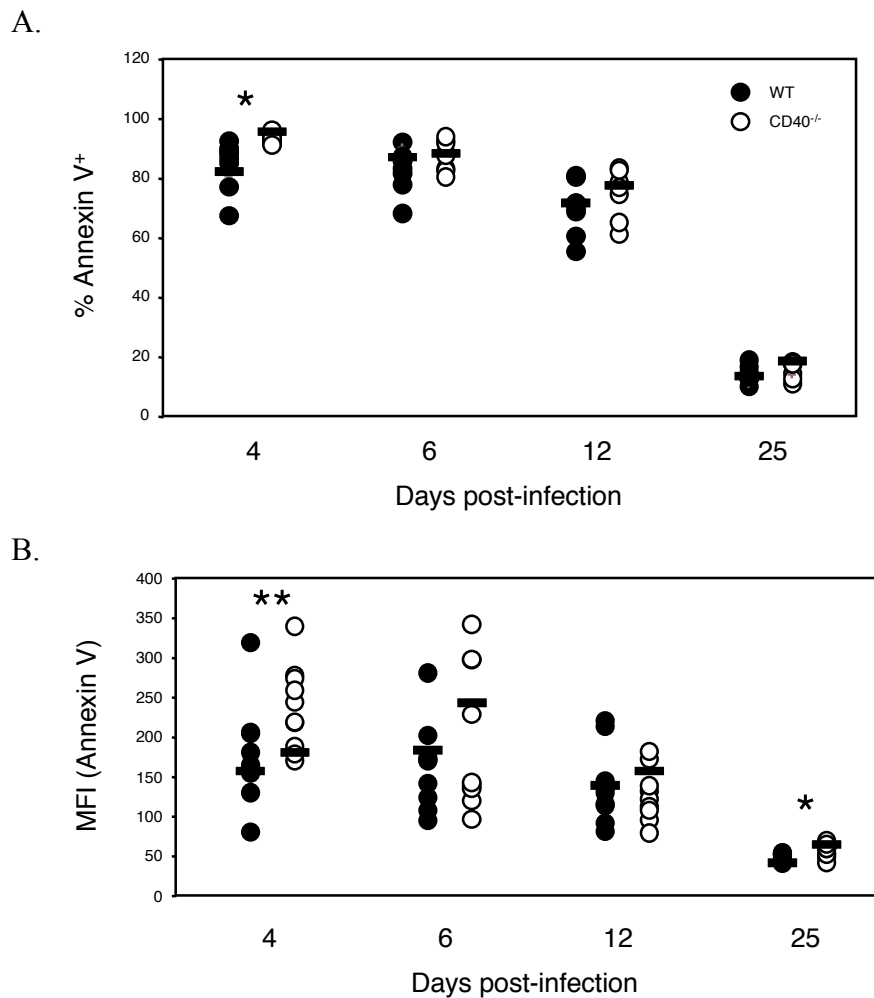 A.
120
100
80
60
40
20
0
% Annexin V+
*
WT
CD40-/-
4 6 12 25
Days post-infection
B.
400
350
300
250
200
150
100
50
0
MFI (Annexin V)
**
*
4 6 12 25
Days post-infection